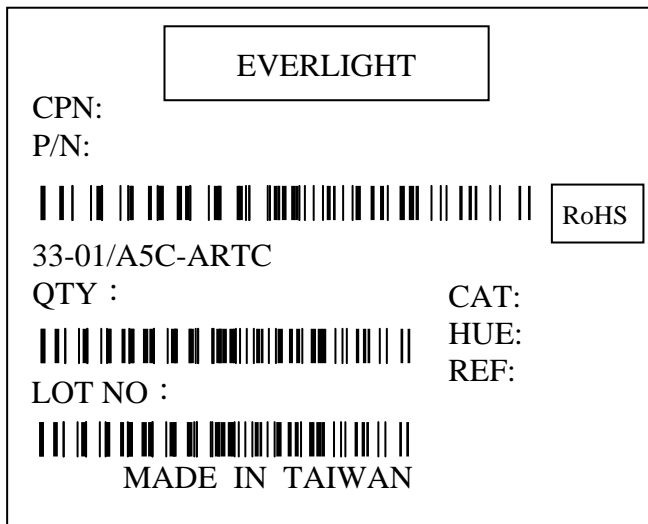 EVERLIGHT
CPN:
P/N:
RoHS
33-01/A5C-ARTC
QTY：
CAT:
HUE:
REF:
LOT NO：
MADE IN TAIWAN